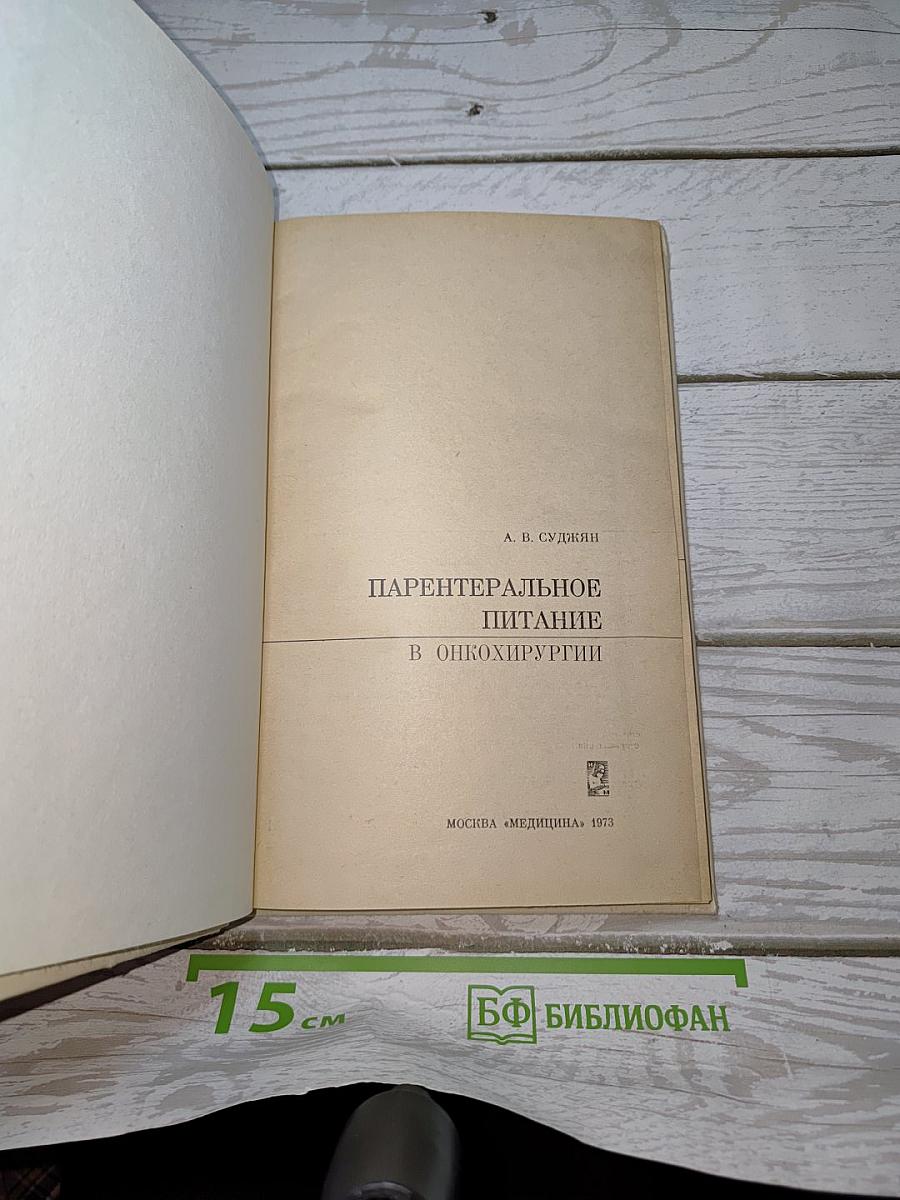 А. В. СУДЖЯН
ПАРЕНТЕРАЛЬНОЕ
ПИТАНИЕ
В ОНКОХИРУРГИИ
МОСКВА «МЕДИЦИНА» 1973
15 см
БФ БИБЛИОФАН